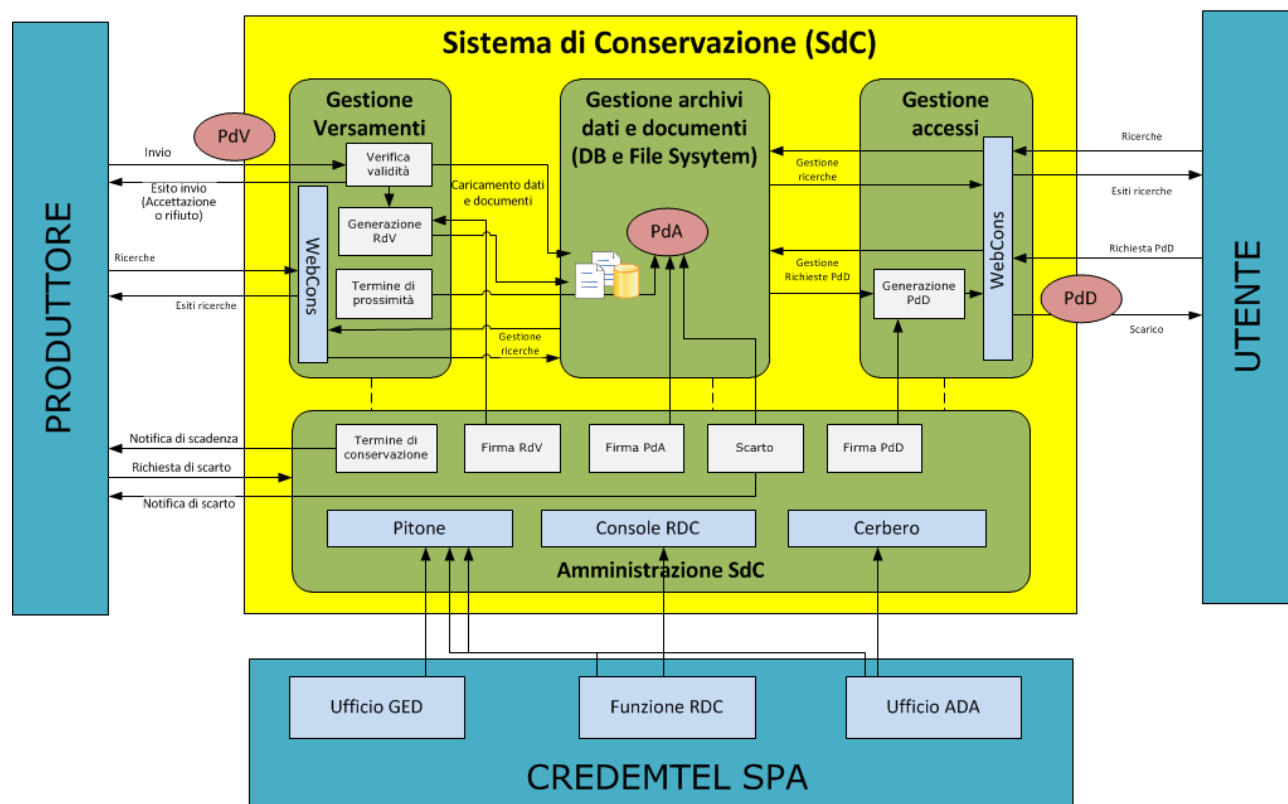 Sistema di Conservazione (SdC)
PRODUTTORE
Gestione
Versamenti
PdV
Invio
Esito invio
(Accettazione
o rifiuto)
Verifica
validità
Generazione
RdV
Termine di
prossimità
WebCons
Ricerche
Esiti ricerche
Caricamento dati
e documenti
Gestione
ricerche
Gestione archivi
dati e documenti
(DB e File Sysytem)
PdA
Gestione
ricerche
Gestione
Richieste PdD
Gestione
accessi
Generazione
PdD
WebCons
PdD
Ricerche
Esiti ricerche
Richiesta PdD
Scarico
UTENTE
Notifica di scadenza
Richiesta di scarto
Notifica di scarto
Termine di
conservazione
Firma RdV
Firma PdA
Scarto
Firma PdD
Pitone
Console RDC
Cerbero
Amministrazione SdC
Ufficio GED
Funzione RDC
Ufficio ADA
CREDEMTEL SPA